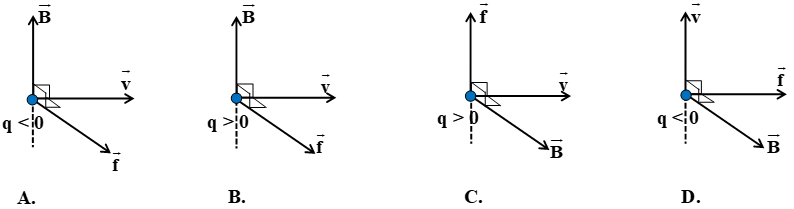 B⃗ B⃗ f⃗ v⃗
v⃗ v⃗ v⃗ f⃗
q < 0 q > 0 q > 0 q < 0
f⃗ f⃗ B⃗ B⃗
A. B. C. D.